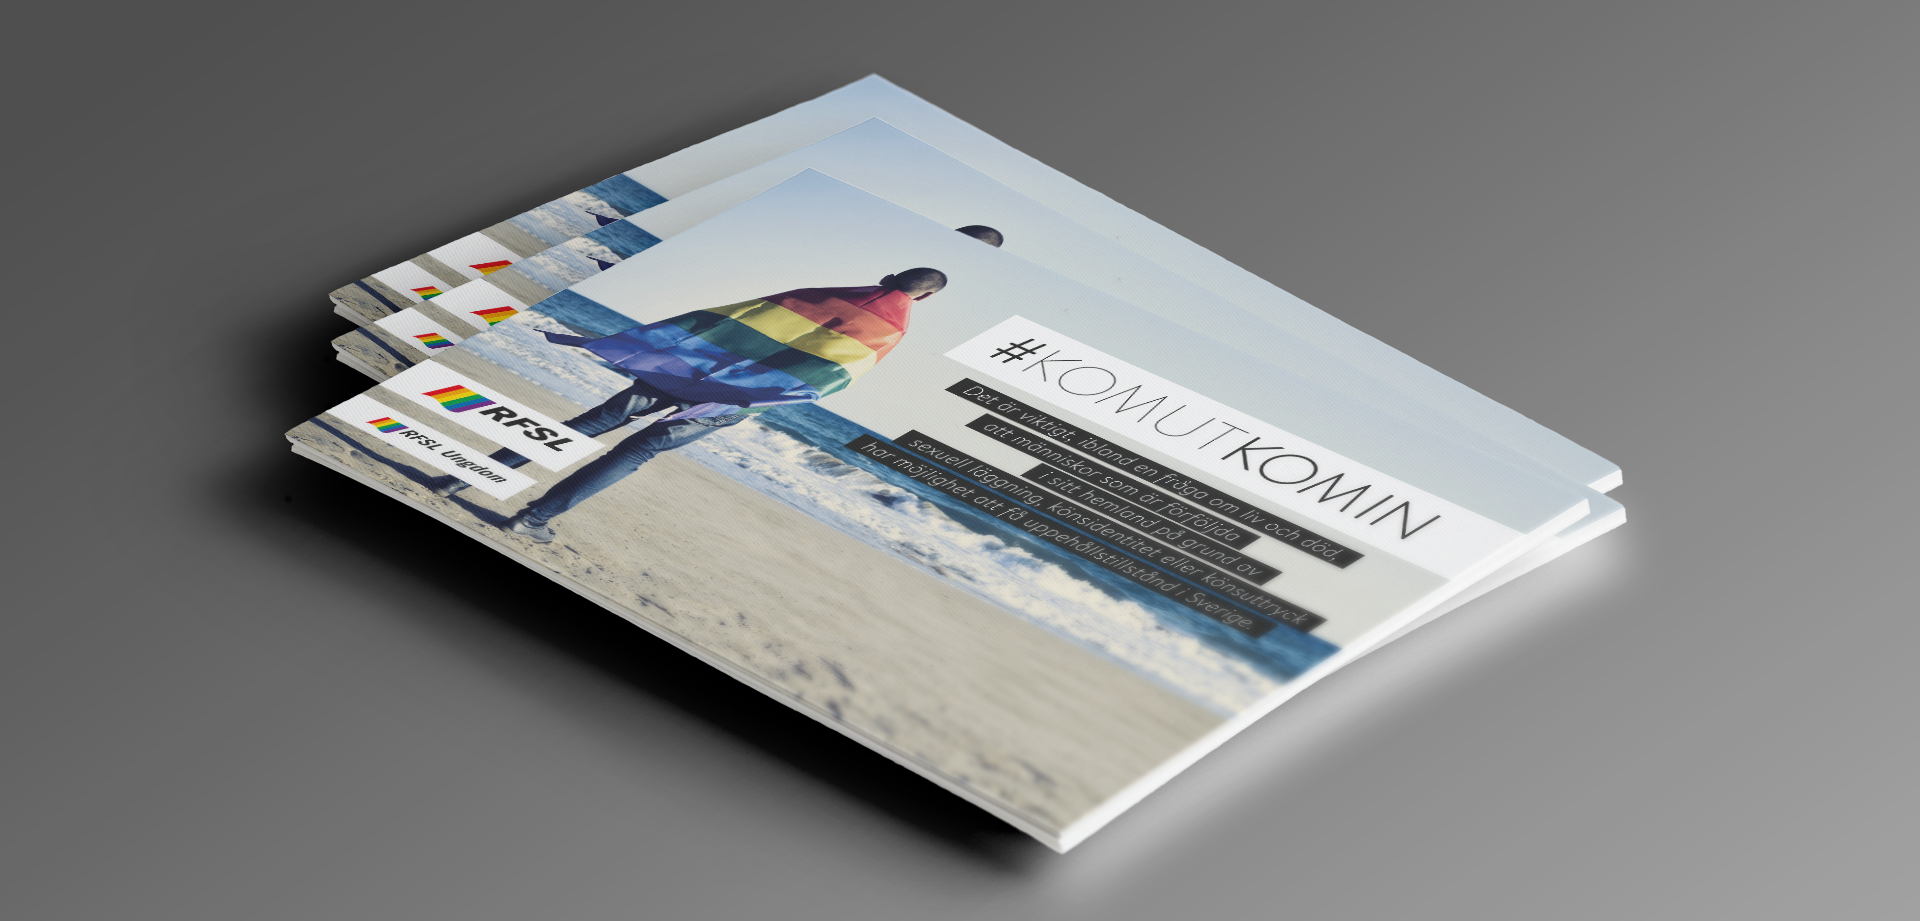 #KOMUTKOMIN
Det är viktigt, ibland en fråga om liv och död,
att människor som är förföljda
i sitt hemland på grund av
sexuell läggning, könsidentitet eller könsuttryck
har möjlighet att få uppehållstillstånd i Sverige.
RFSL
RFSL Ungdom